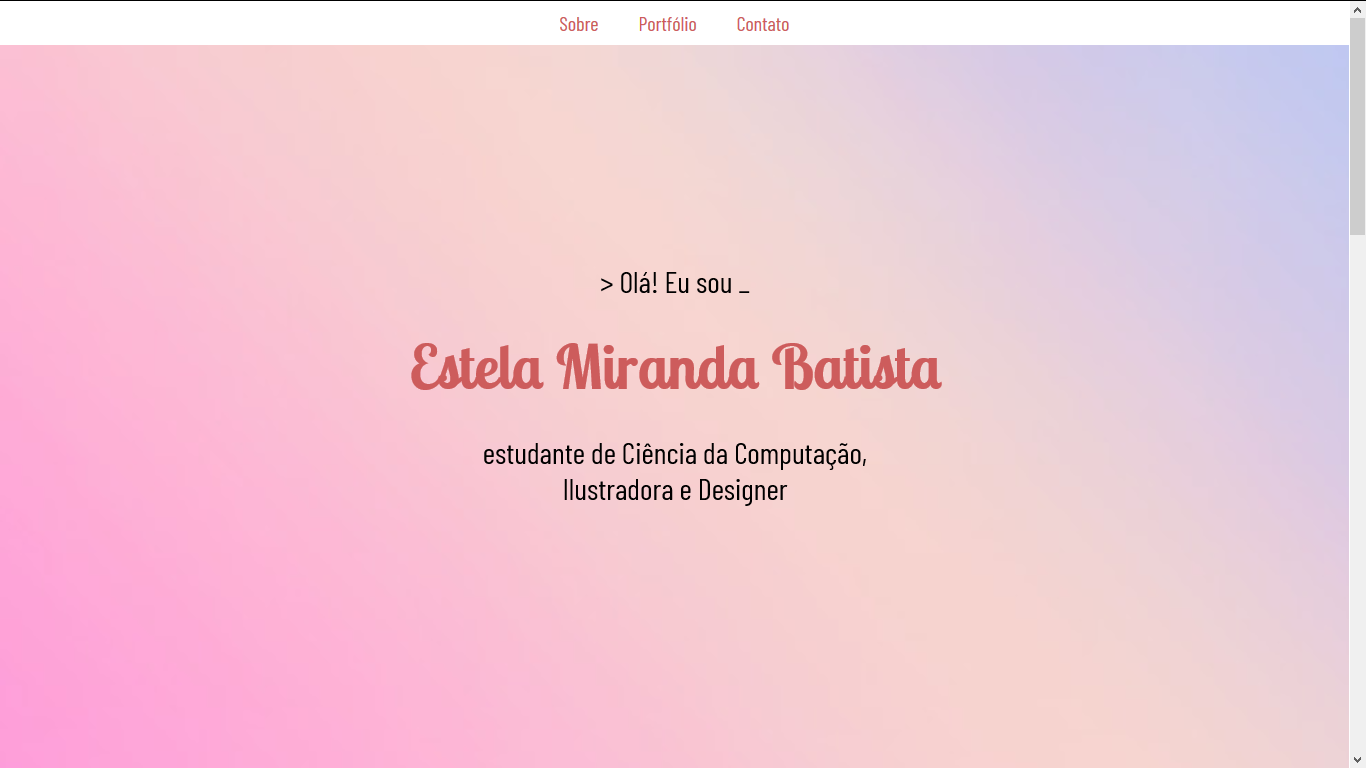 Sobre Portfólio Contato
> Olá! Eu sou _
Estela Miranda Batista
estudante de Ciência da Computação,
Ilustradora e Designer